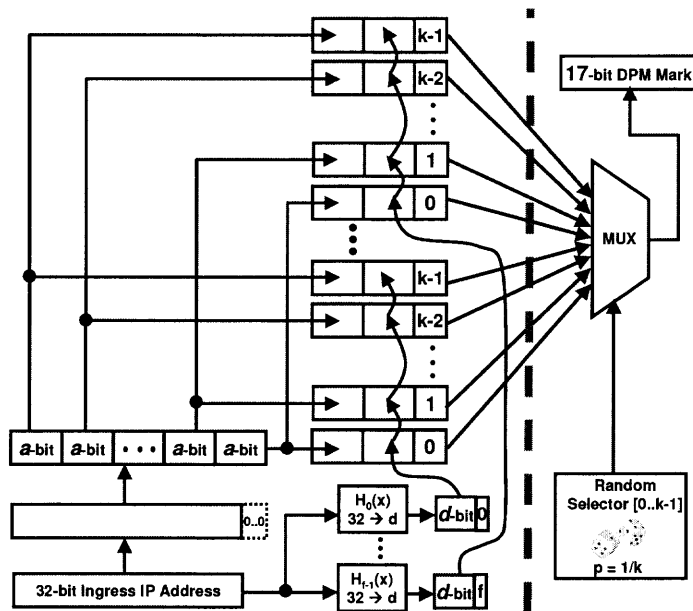 k-1
k-2
1
0
k-1
k-2
1
0
17-bit DPM Mark
MUX
a-bit a-bit a-bit a-bit
0..0
H0(x)
32 → d
d-bit 0
Hf-1(x)
32 → d
d-bit f
32-bit Ingress IP Address
Random
Selector [0..k-1]
p = 1/k